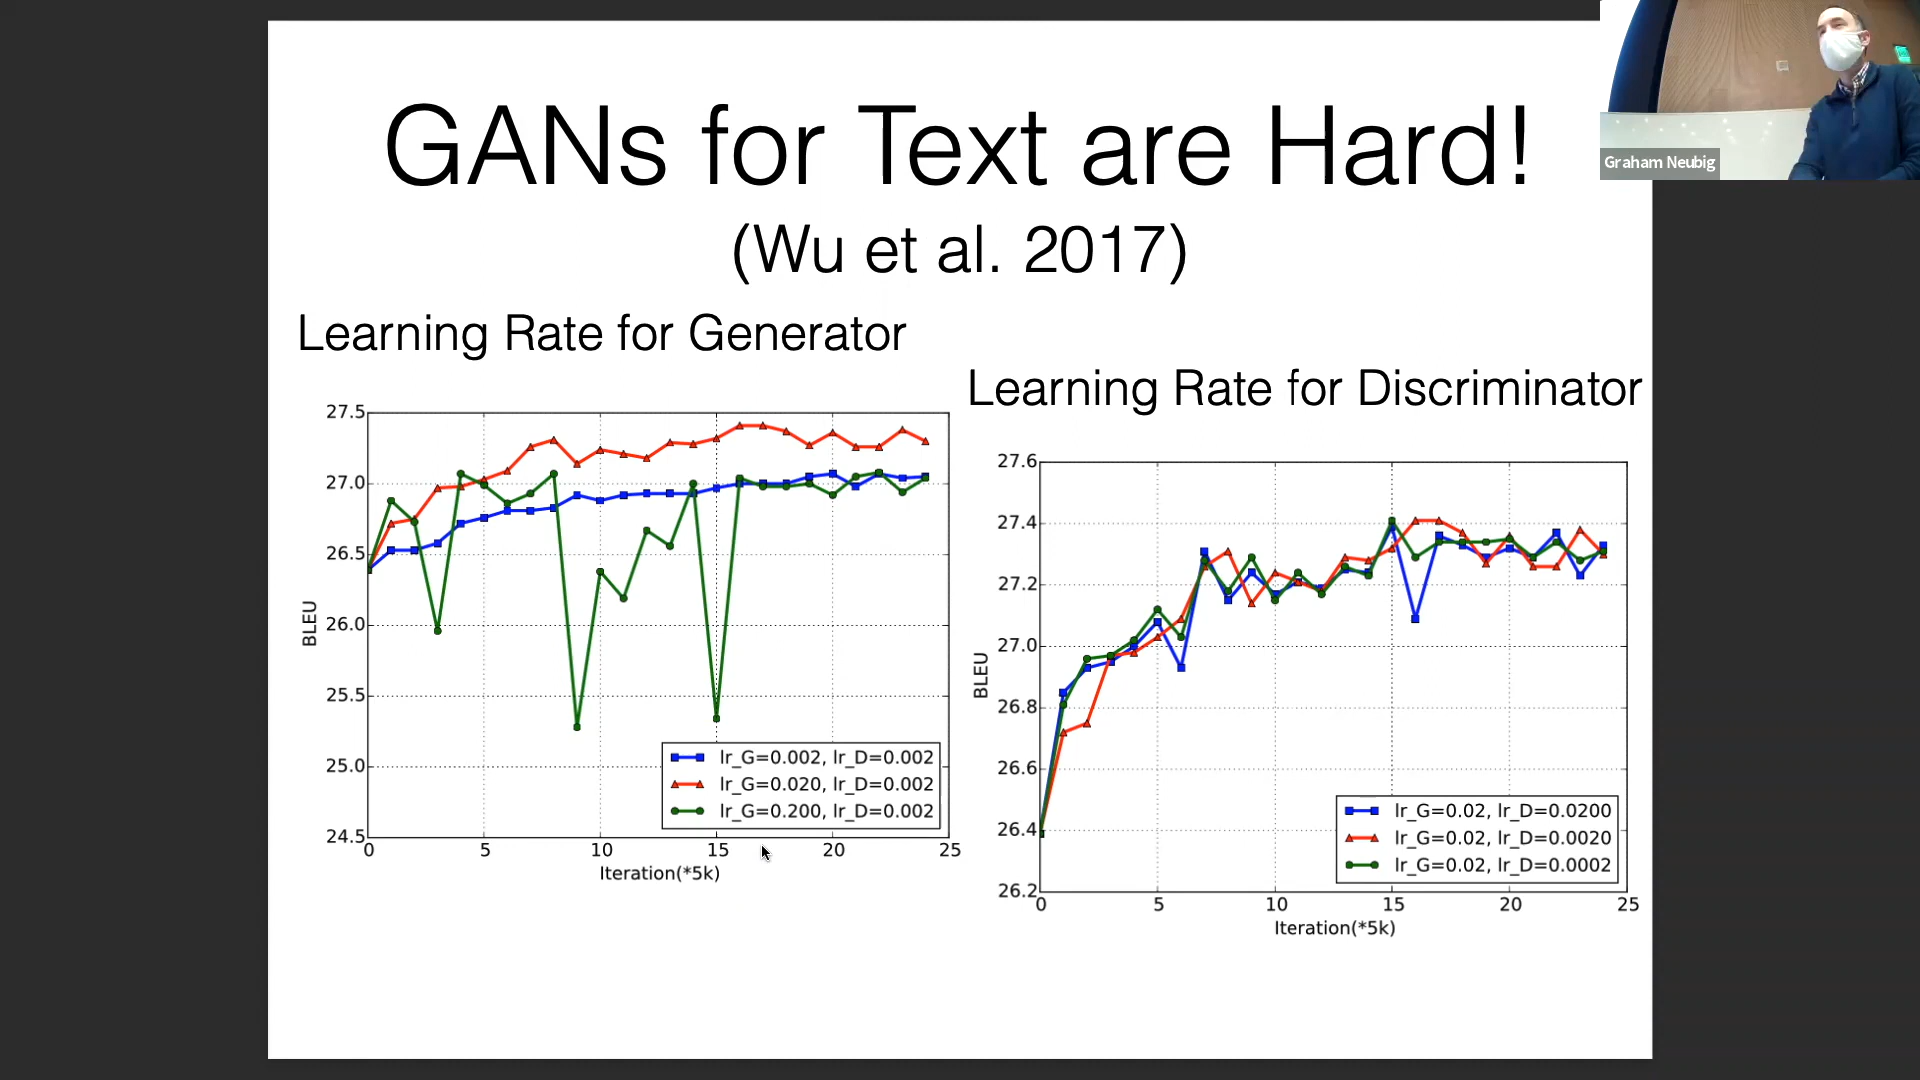 GANs for Text are Hard!
(Wu et al. 2017)
Graham Neubig
Learning Rate for Generator
27.5
27.0
26.5
26.0
25.5
25.0
24.5
BLEU
0 5 10 15 20 25
Iteration(*5k)
lr_G=0.002, lr_D=0.002
lr_G=0.020, lr_D=0.002
lr_G=0.200, lr_D=0.002
Learning Rate for Discriminator
27.6
27.4
27.2
27.0
26.8
26.6
26.4
26.2
BLEU
0 5 10 15 20 25
Iteration(*5k)
lr_G=0.02, lr_D=0.0200
lr_G=0.02, lr_D=0.0020
lr_G=0.02, lr_D=0.0002